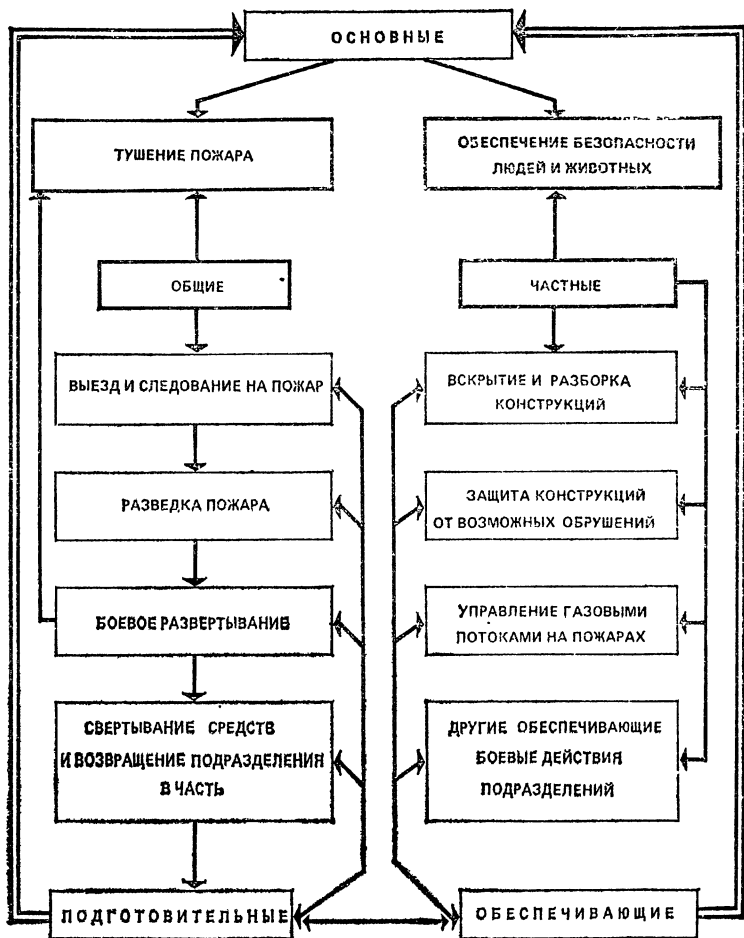 ОСНОВНЫЕ
ТУШЕНИЕ ПОЖАРА
ОБЕСПЕЧЕНИЕ БЕЗОПАСНОСТИ
ЛЮДЕЙ И ЖИВОТНЫХ
ОБЩИЕ
ЧАСТНЫЕ
ВЫЕЗД И СЛЕДОВАНИЕ НА ПОЖАР
ВСКРЫТИЕ И РАЗБОРКА
КОНСТРУКЦИЙ
РАЗВЕДКА ПОЖАРА
ЗАЩИТА КОНСТРУКЦИЙ
ОТ ВОЗМОЖНЫХ ОБРУШЕНИЙ
БОЕВОЕ РАЗВЕРТЫВАНИЕ
УПРАВЛЕНИЕ ГАЗОВЫМИ
ПОТОКАМИ НА ПОЖАРАХ
СВЕРТЫВАНИЕ СРЕДСТВ
И ВОЗВРАЩЕНИЕ ПОДРАЗДЕЛЕНИЯ
В ЧАСТЬ
ДРУГИЕ ОБЕСПЕЧИВАЮЩИЕ
БОЕВЫЕ ДЕЙСТВИЯ
ПОДРАЗДЕЛЕНИЙ
ПОДГОТОВИТЕЛЬНЫЕ
ОБЕСПЕЧИВАЮЩИЕ